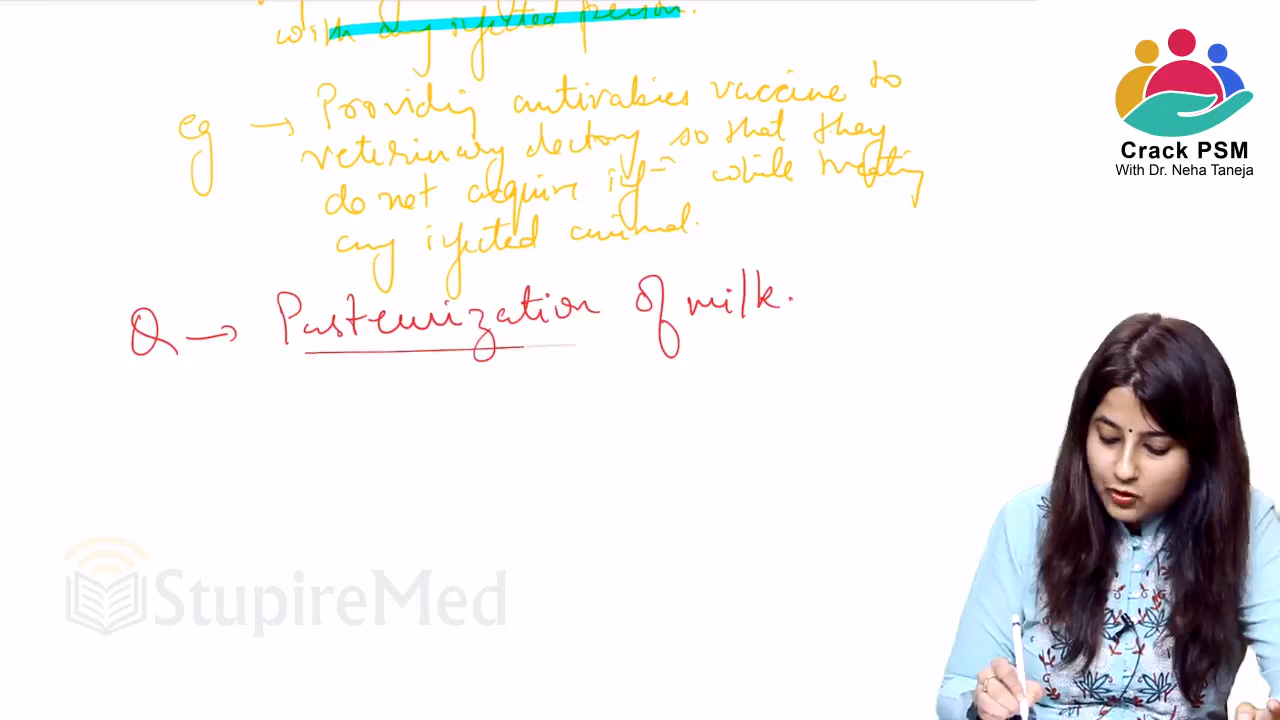 with any infected person.
eg → Providing antirabies vaccine to
veterinary doctors so that they
do not acquire infⁿ while treating
any infected animal.
Q → Pasteurization of milk.
Crack PSM
With Dr. Neha Taneja
StupireMed